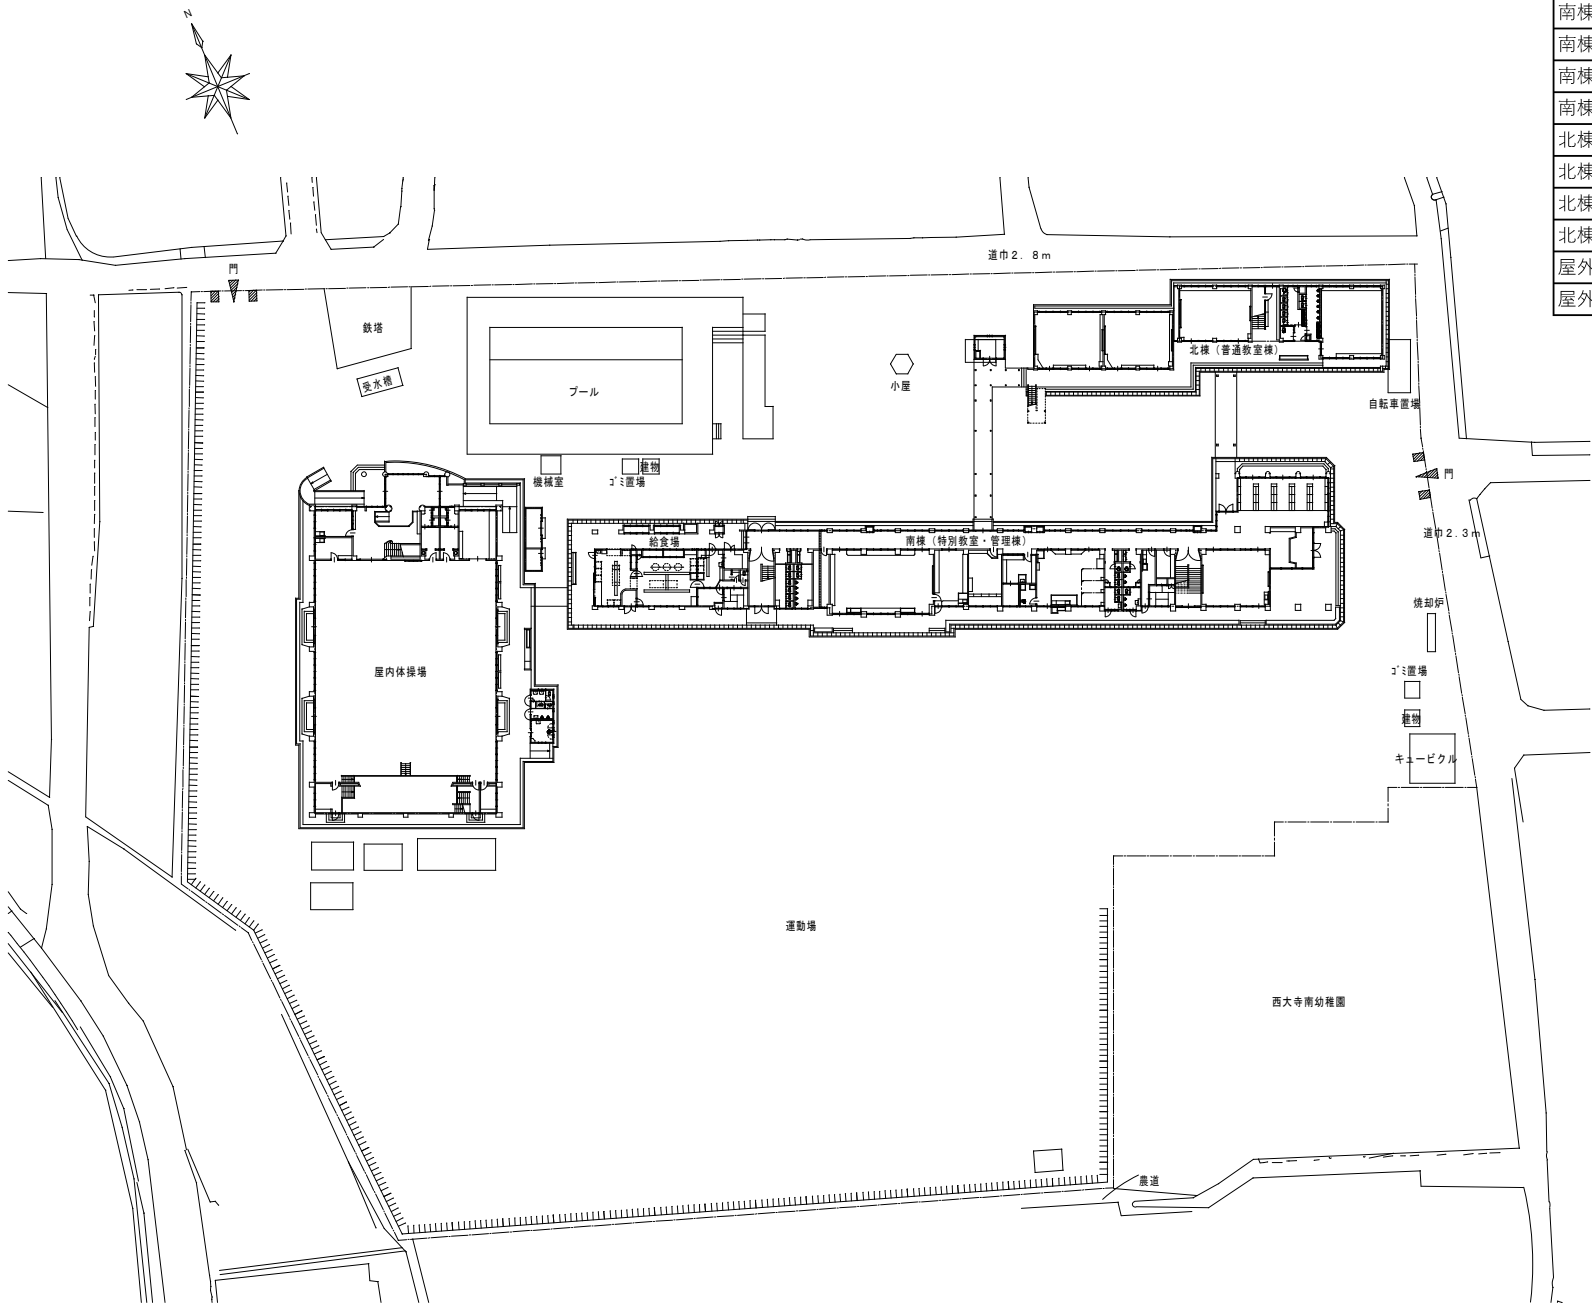 N
南棟
南棟
南棟
南棟
北棟
北棟
北棟
北棟
屋外
屋外
道巾2.8m
門
鉄塔
受水槽
プール
小屋
北棟（普通教室棟）
自転車置場
機械室
ゴミ置場
建物
門
給食場
南棟（特別教室・管理棟）
道巾2.3m
焼却炉
屋内体操場
ゴミ置場
建物
キュービクル
運動場
西大寺南幼稚園
農道